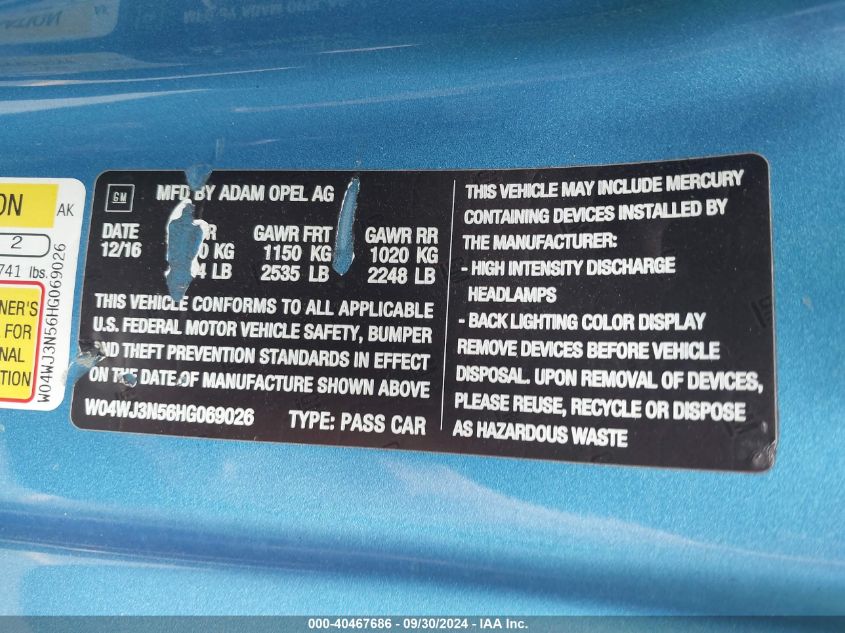 ON
AK
2
741 lbs.
NER'S
FOR
NAL
TION
W04WJ3N56HG069026
GM
MFD BY ADAM OPEL AG
DATE R GAWR FRT GAWR RR
12/16 0 KG 1150 KG 1020 KG
4 LB 2535 LB 2248 LB
THIS VEHICLE CONFORMS TO ALL APPLICABLE
U.S. FEDERAL MOTOR VEHICLE SAFETY, BUMPER
AND THEFT PREVENTION STANDARDS IN EFFECT
ON THE DATE OF MANUFACTURE SHOWN ABOVE
W04WJ3N56HG069026 TYPE: PASS CAR
THIS VEHICLE MAY INCLUDE MERCURY
CONTAINING DEVICES INSTALLED BY
THE MANUFACTURER:
- HIGH INTENSITY DISCHARGE
HEADLAMPS
- BACK LIGHTING COLOR DISPLAY
REMOVE DEVICES BEFORE VEHICLE
DISPOSAL. UPON REMOVAL OF DEVICES,
PLEASE REUSE, RECYCLE OR DISPOSE
AS HAZARDOUS WASTE
000-40467686 - 09/30/2024 - IAA Inc.